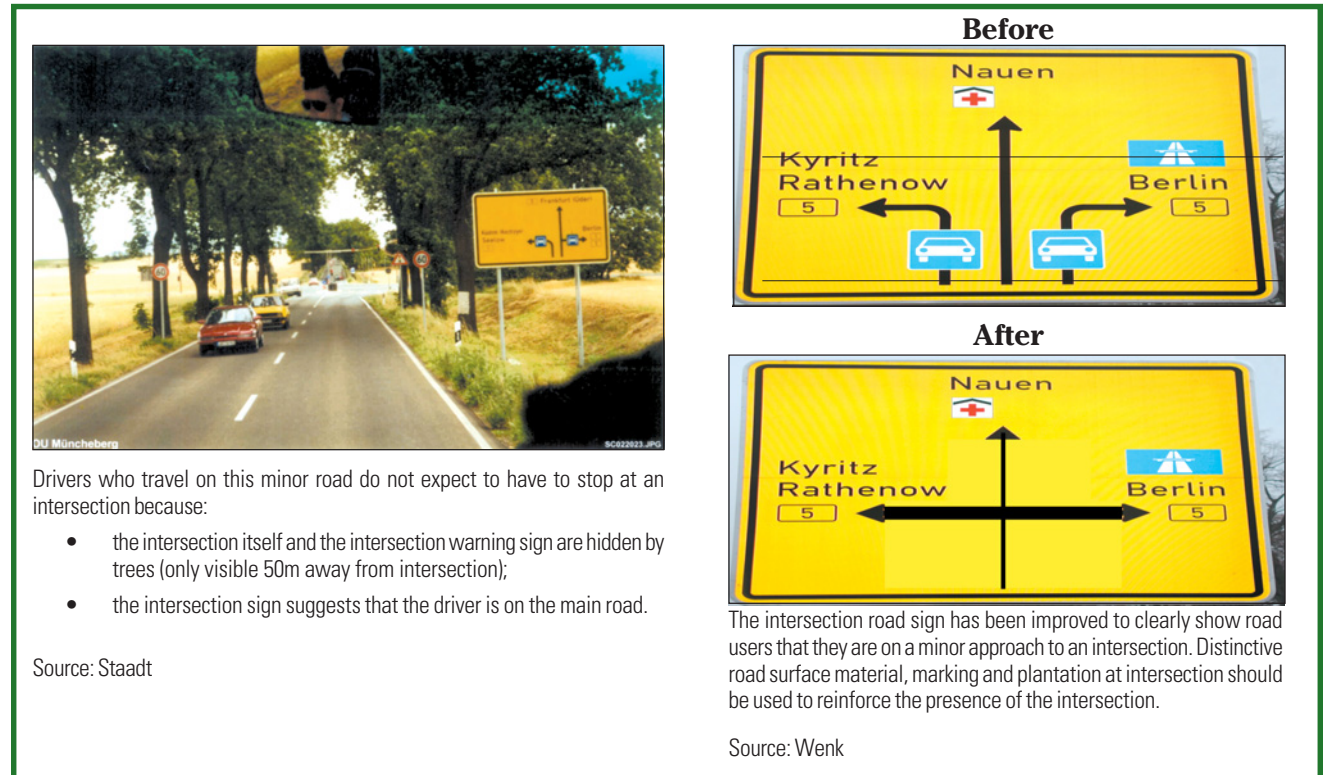 Before
Nauen
Kyritz
Rathenow
5
Berlin
5
60
60
Frankfurt (Oder)
Berlin
DU Müncheberg
SC022023.JPG
After
Nauen
Kyritz
Rathenow
5
Berlin
5
Drivers who travel on this minor road do not expect to have to stop at an
intersection because:
• the intersection itself and the intersection warning sign are hidden by
trees (only visible 50m away from intersection);
• the intersection sign suggests that the driver is on the main road.
Source: Staadt
The intersection road sign has been improved to clearly show road
users that they are on a minor approach to an intersection. Distinctive
road surface material, marking and plantation at intersection should
be used to reinforce the presence of the intersection.
Source: Wenk